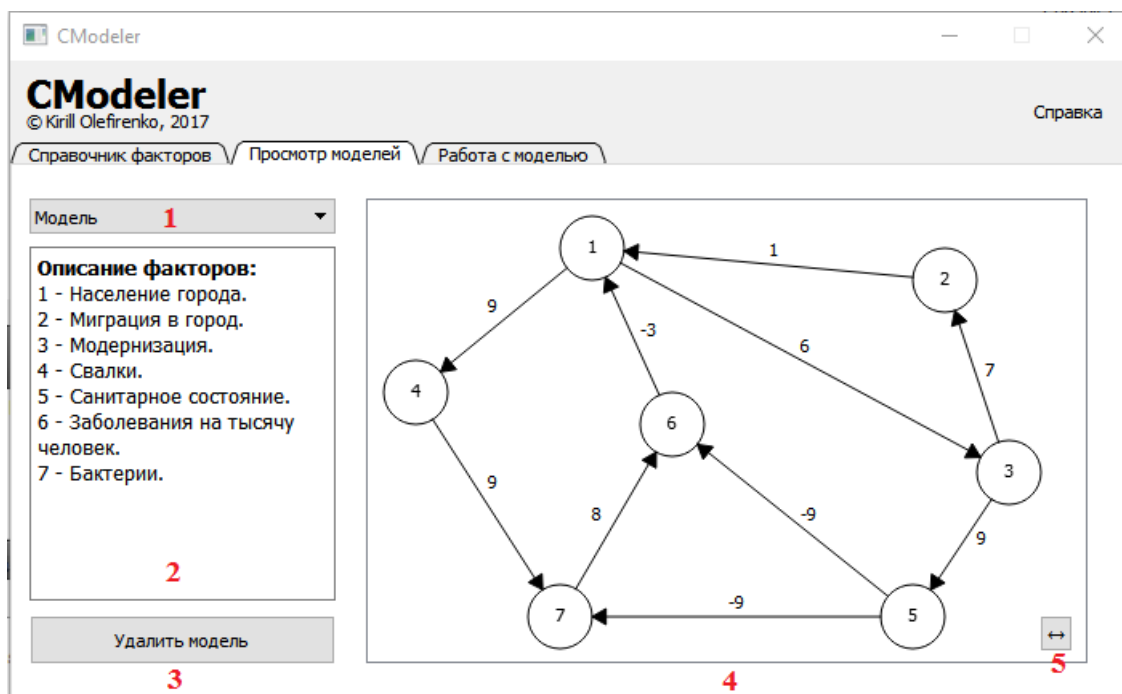 CModeler
CModeler
© Kirill Olefirenko, 2017
Справка
Справочник факторов
Просмотр моделей
Работа с моделью
Модель
1
Описание факторов:
1 - Население города.
2 - Миграция в город.
3 - Модернизация.
4 - Свалки.
5 - Санитарное состояние.
6 - Заболевания на тысячу
человек.
7 - Бактерии.
2
Удалить модель
3
1
1
2
9
-3
6
7
4
6
3
9
8
-9
9
7
-9
5
↔
4
5